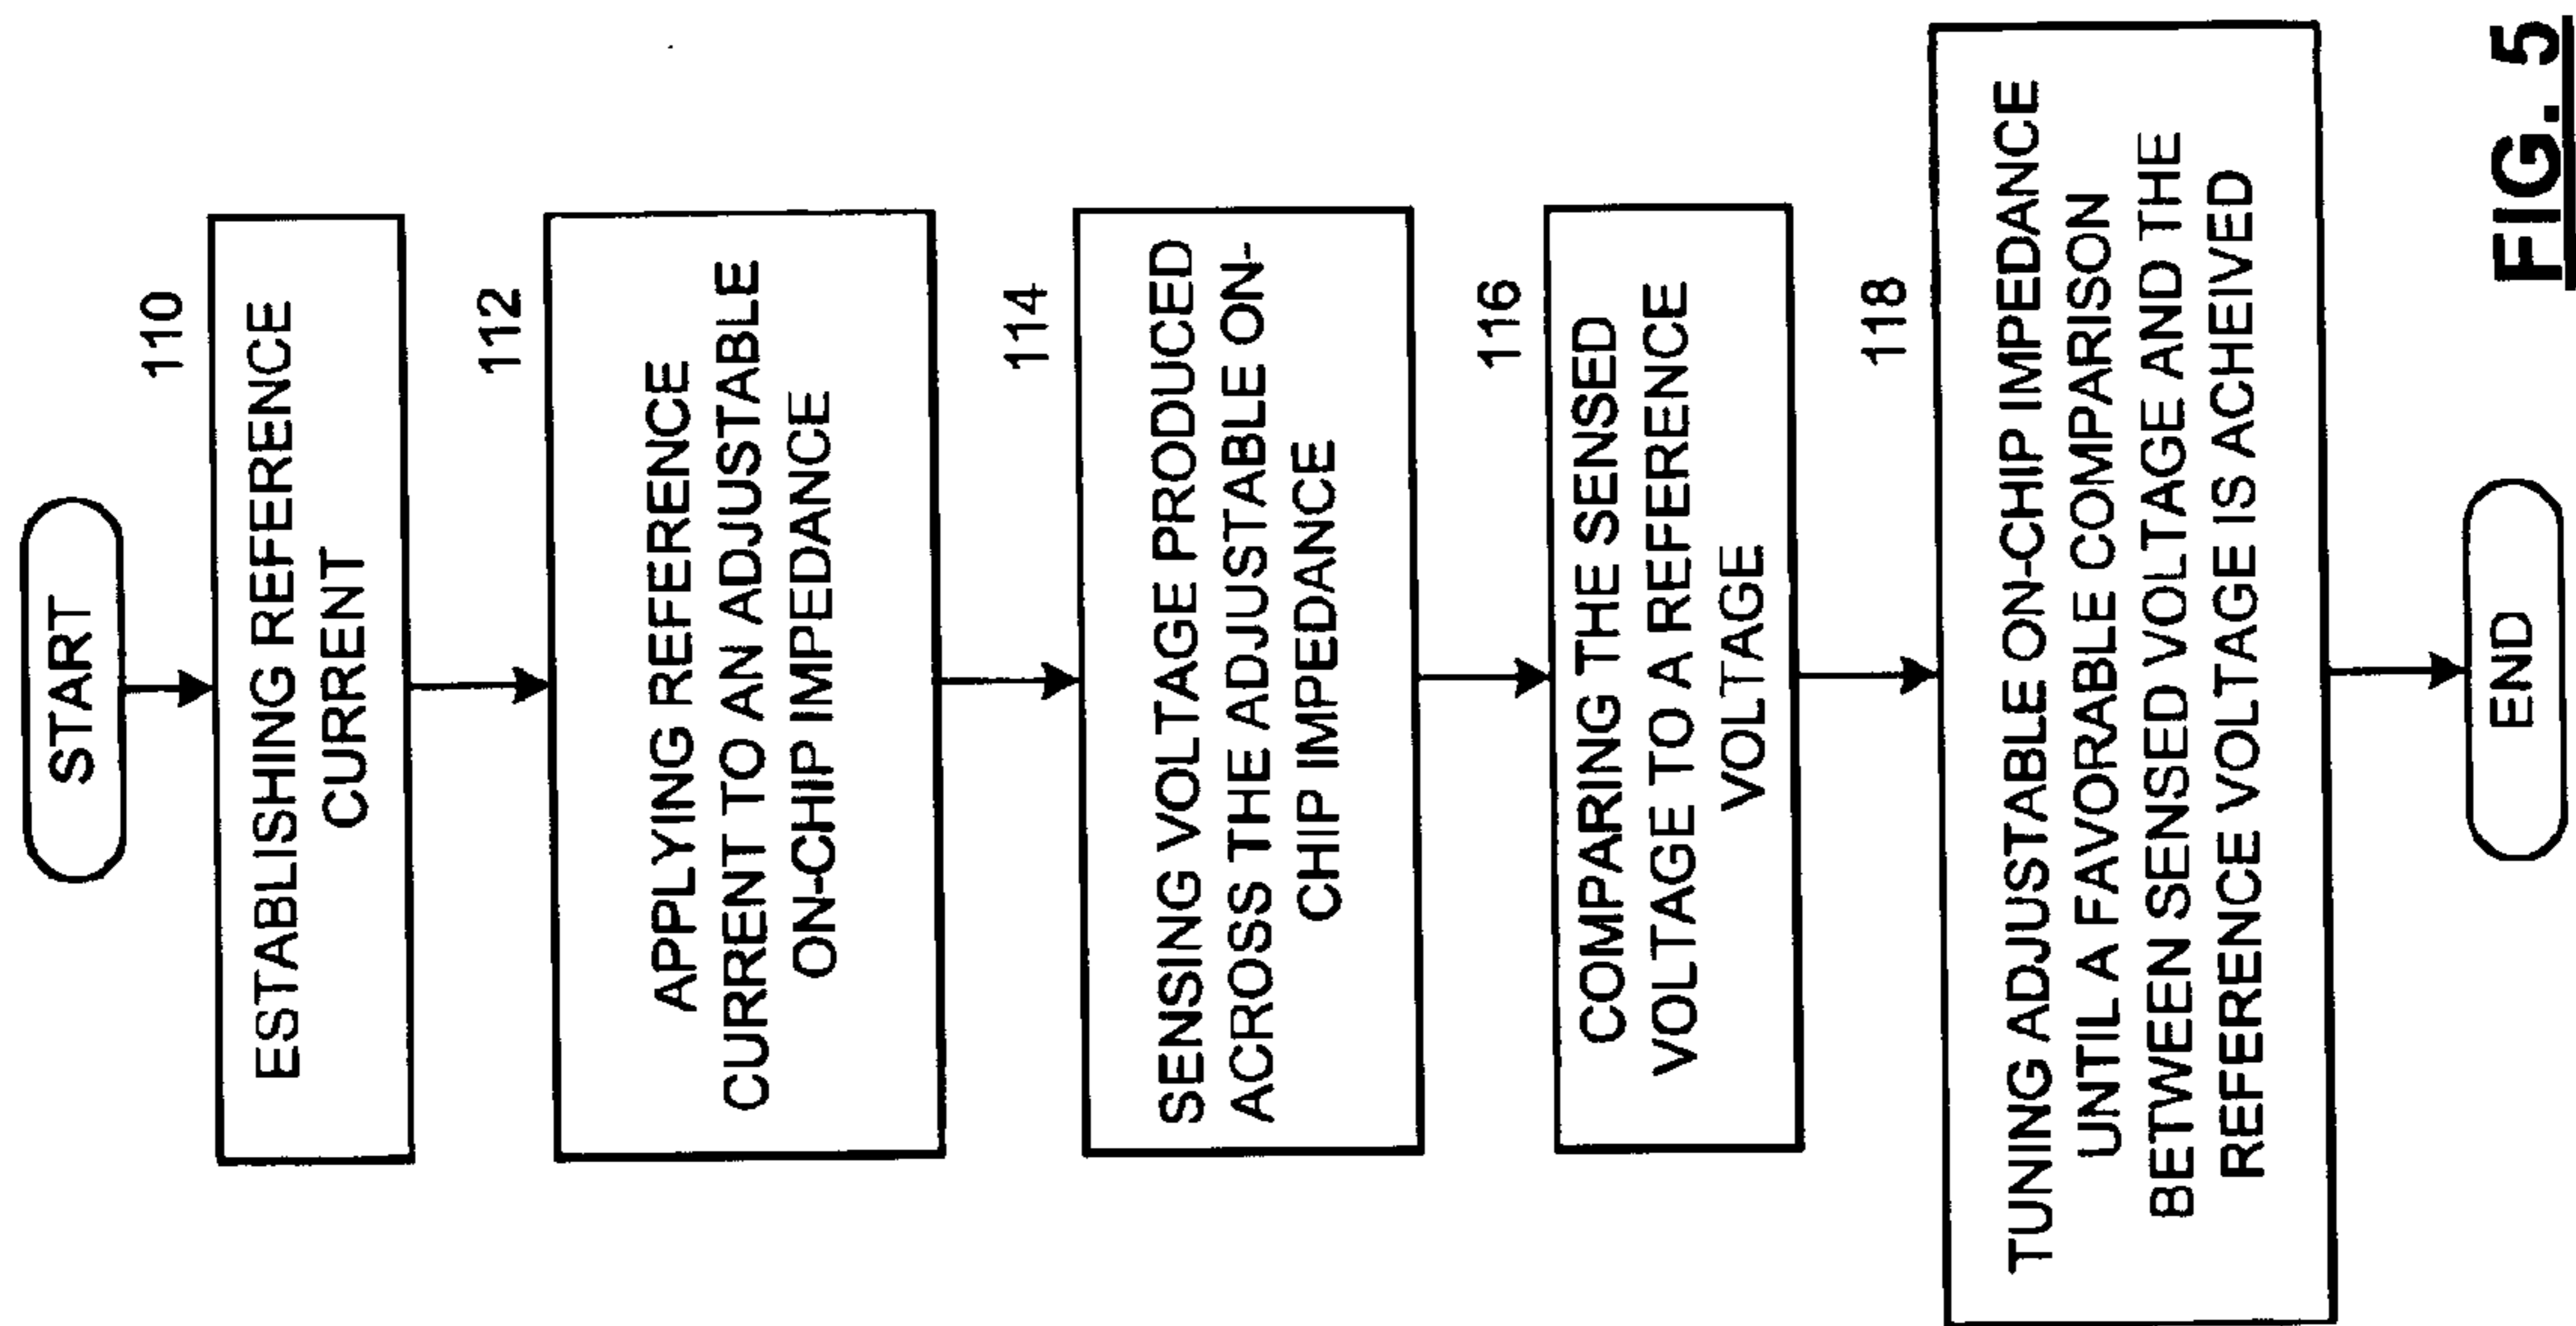 START
110
ESTABLISHING REFERENCE
CURRENT
112
APPLYING REFERENCE
CURRENT TO AN ADJUSTABLE
ON-CHIP IMPEDANCE
114
SENSING VOLTAGE PRODUCED
ACROSS THE ADJUSTABLE ON-
CHIP IMPEDANCE
116
COMPARING THE SENSED
VOLTAGE TO A REFERENCE
VOLTAGE
118
TUNING ADJUSTABLE ON-CHIP IMPEDANCE
UNTIL A FAVORABLE COMPARISON
BETWEEN SENSED VOLTAGE AND THE
REFERENCE VOLTAGE IS ACHEIVED
END
FIG. 5